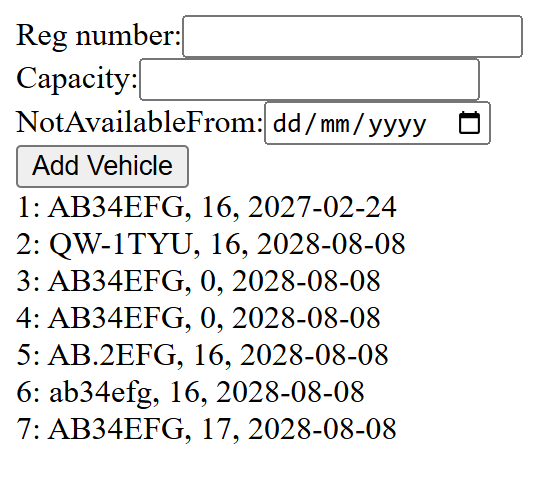 Reg number:
Capacity:
NotAvailableFrom: dd/mm/yyyy
Add Vehicle
1: AB34EFG, 16, 2027-02-24
2: QW-1TYU, 16, 2028-08-08
3: AB34EFG, 0, 2028-08-08
4: AB34EFG, 0, 2028-08-08
5: AB.2EFG, 16, 2028-08-08
6: ab34efg, 16, 2028-08-08
7: AB34EFG, 17, 2028-08-08